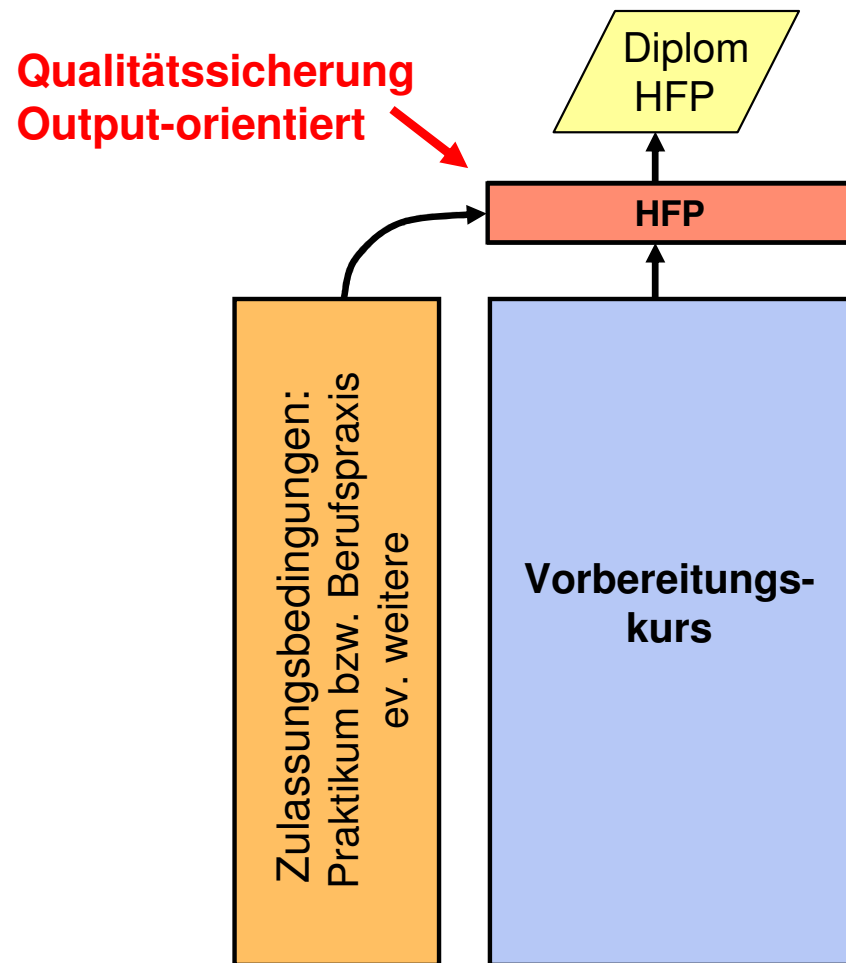 Qualitätssicherung
Output-orientiert
Diplom
HFP
HFP
Zulassungsbedingungen:
Praktikum bzw. Berufspraxis
ev. weitere
Vorbereitungs-
kurs